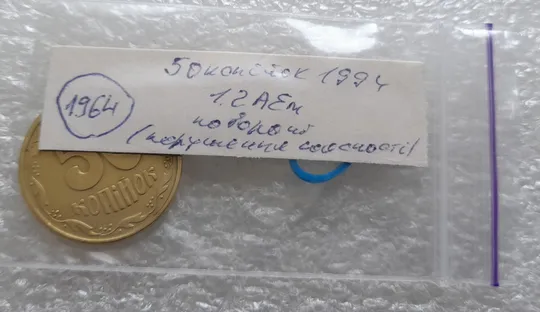 50 копійок 1994
1964
1.2АЕм
поворот
(порушення соосності)
50
КОПІЙОК